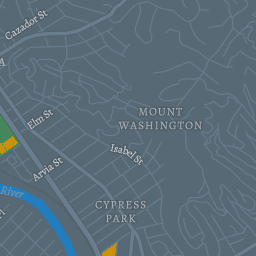 Cazador St
Elm St
MOUNT
WASHINGTON
Isabel St
Arvia St
River
CYPRESS
PARK